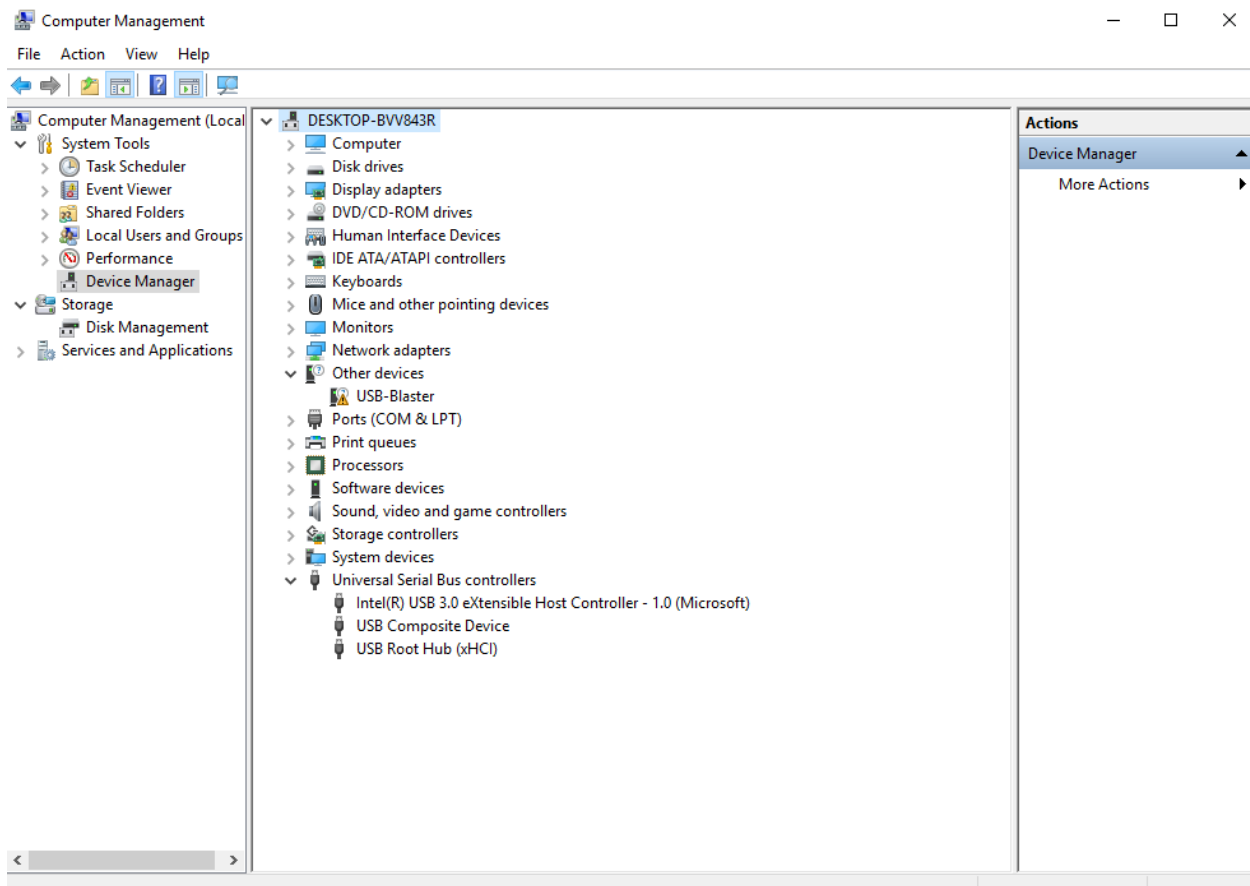 Computer Management
File Action View Help
Computer Management (Local
System Tools
Task Scheduler
Event Viewer
Shared Folders
Local Users and Groups
Performance
Device Manager
Storage
Disk Management
Services and Applications
DESKTOP-BVV843R
Computer
Disk drives
Display adapters
DVD/CD-ROM drives
Human Interface Devices
IDE ATA/ATAPI controllers
Keyboards
Mice and other pointing devices
Monitors
Network adapters
Other devices
USB-Blaster
Ports (COM & LPT)
Print queues
Processors
Software devices
Sound, video and game controllers
Storage controllers
System devices
Universal Serial Bus controllers
Intel(R) USB 3.0 eXtensible Host Controller - 1.0 (Microsoft)
USB Composite Device
USB Root Hub (xHCI)
Actions
Device Manager
More Actions